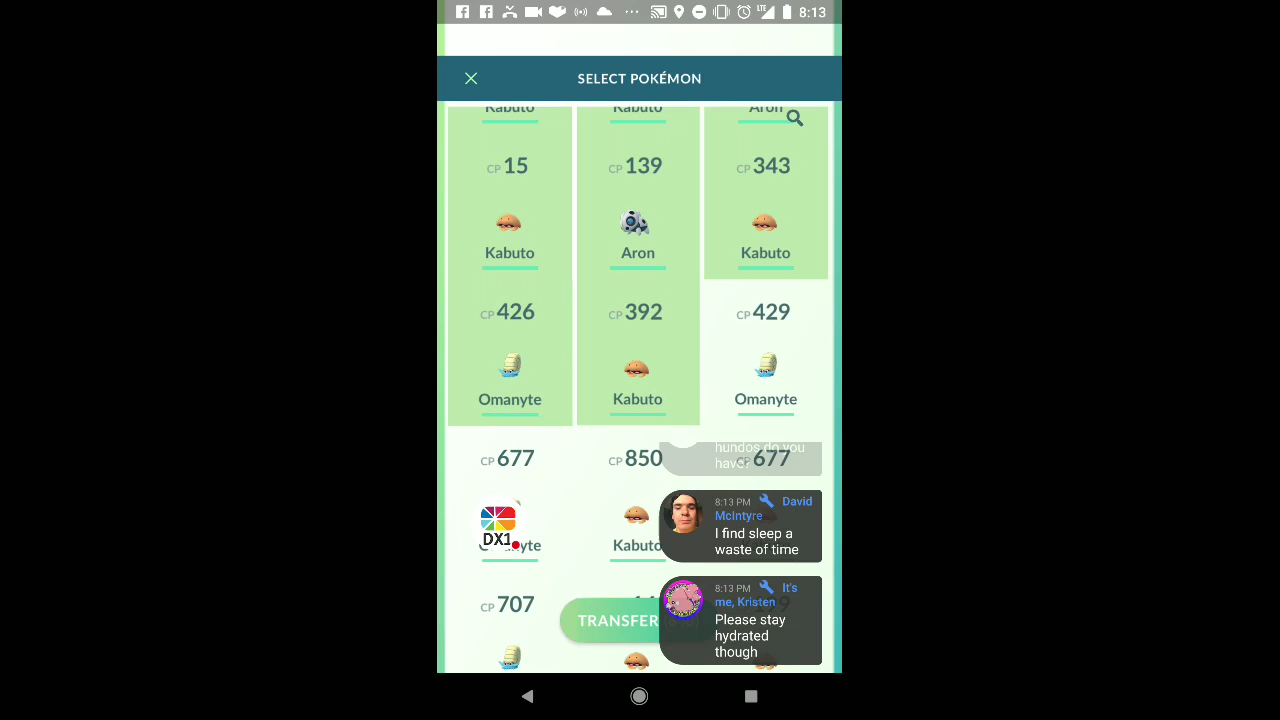 LTE 8:13
SELECT POKÉMON
Kabuto Kabuto Aron
CP 15 CP 139 CP 343
Kabuto Aron Kabuto
CP 426 CP 392 CP 429
Omanyte Kabuto Omanyte
CP 677 CP 850 CP 677
hundos do you
have?
8:13 PM David
McIntyre
I find sleep a
waste of time
DX1
Kabuto
CP 707
8:13 PM It's
me, Kristen
Please stay
hydrated
though
TRANSFER